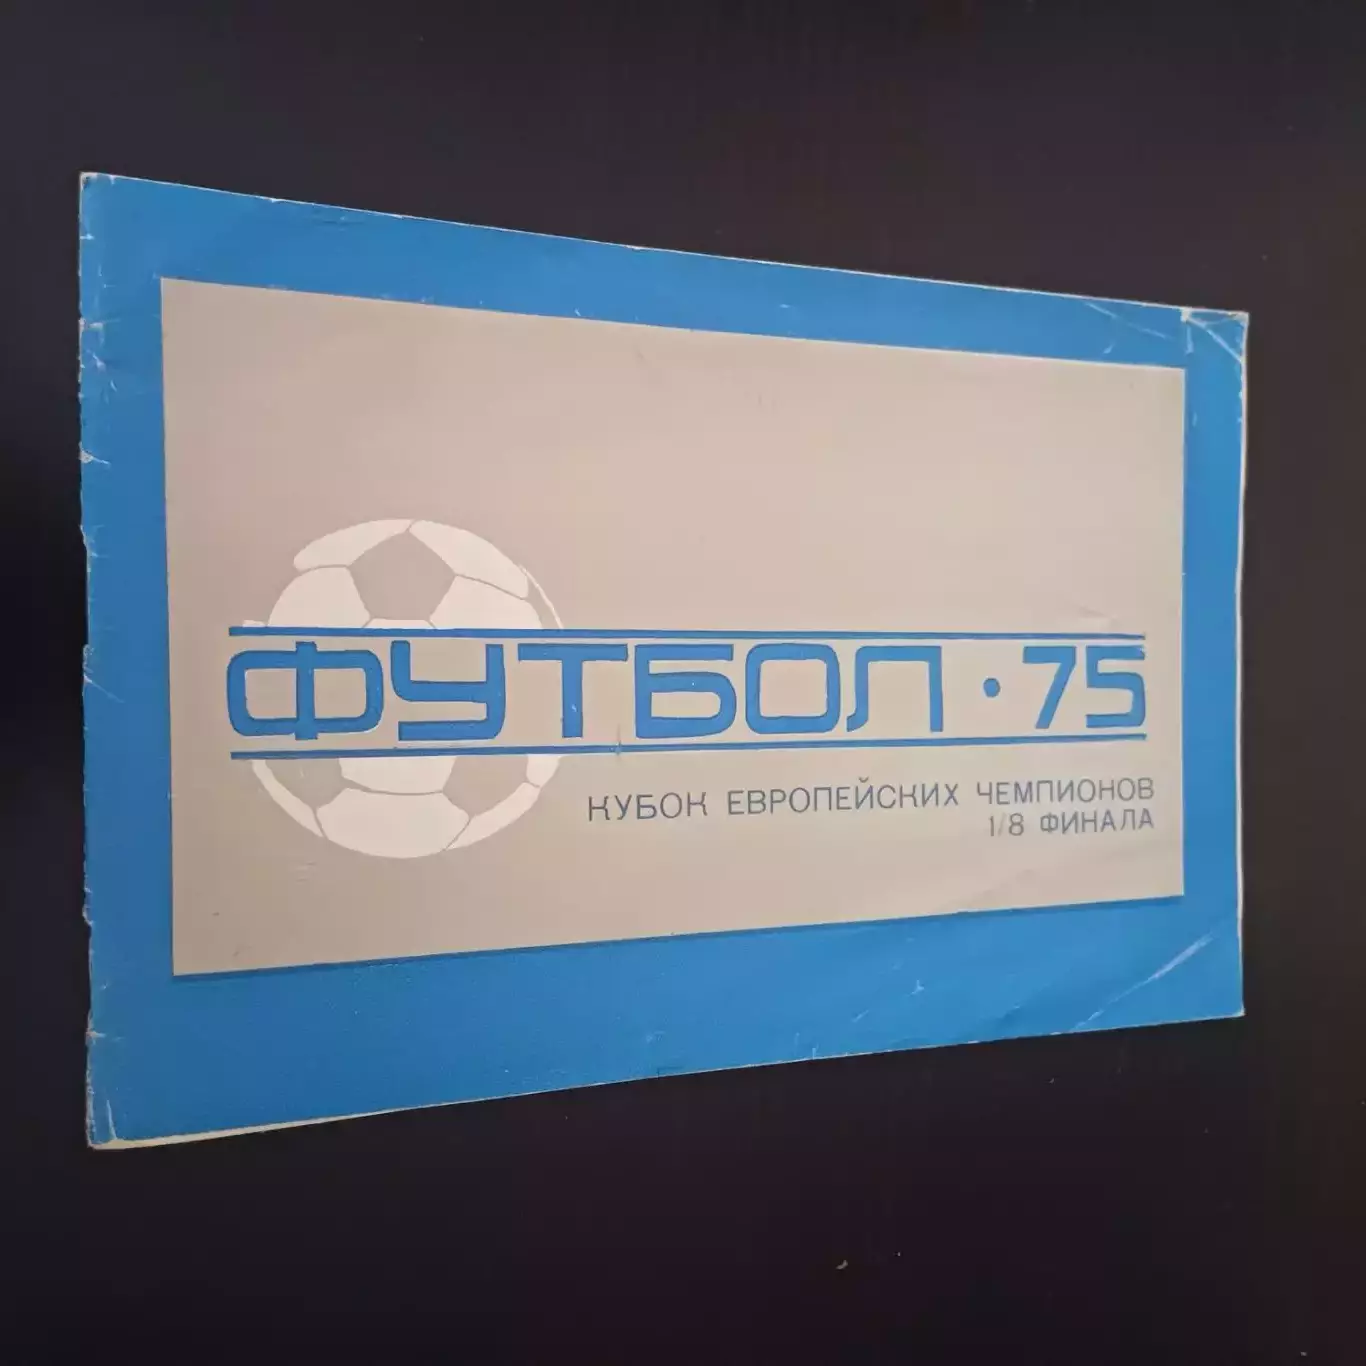 ФУТБОЛ · 75
КУБОК ЕВРОПЕЙСКИХ ЧЕМПИОНОВ
1/8 ФИНАЛА